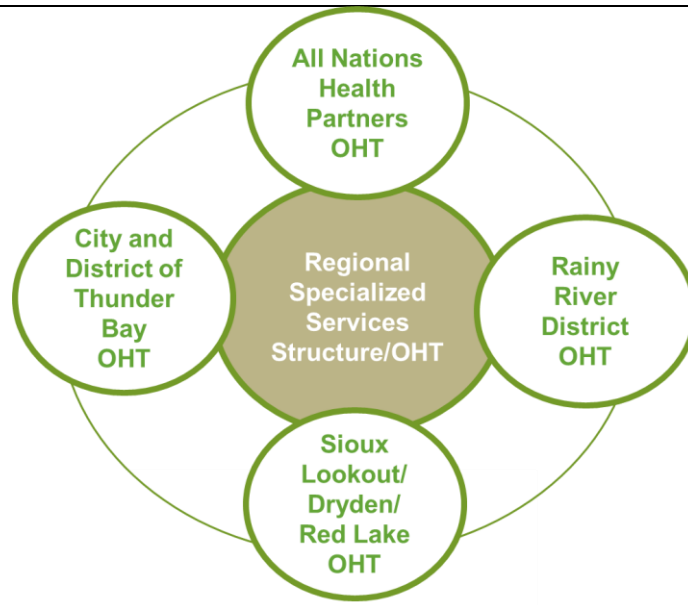 All Nations
Health
Partners
OHT
City and
District of
Thunder
Bay
OHT
Regional
Specialized
Services
Structure/OHT
Rainy
River
District
OHT
Sioux
Lookout/
Dryden/
Red Lake
OHT